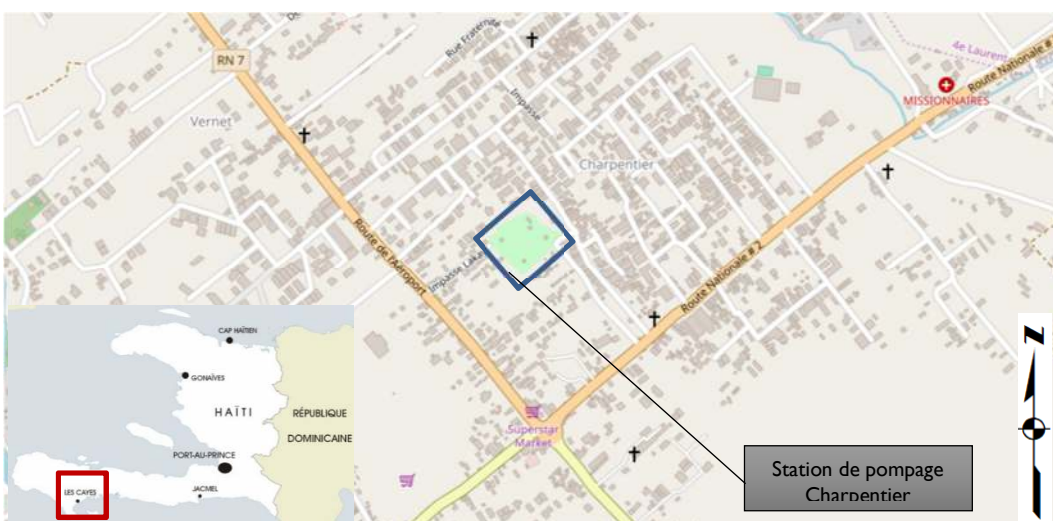 Rue Fraternité
RN 7
4e Laurent
Route Nationale #
MISSIONNAIRES
Impasse
Vernet
Charpentier
Route de l'Aéroport
Impasse Laka
Route Nationale # 2
Superstar
Market
CAP HAÏTIEN
GONAÏVES
HAÏTI
RÉPUBLIQUE
DOMINICAINE
PORT-AU-PRINCE
LES CAYES
JACMEL
Station de pompage
Charpentier